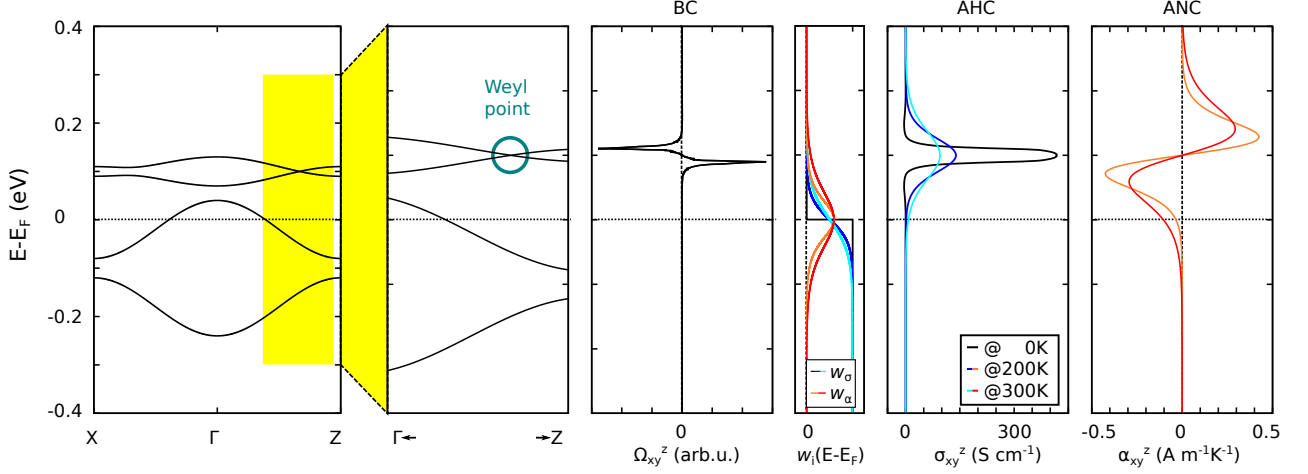 BC
AHC
ANC
E-E_F (eV)
0.4
0.2
0
-0.2
-0.4
X
Γ
Z
Weyl
point
Γ←
→Z
0
Ω_xy^z (arb.u.)
w_σ
w_α
0
w_i(E-E_F)
@ 0K
@200K
@300K
0
300
σ_xy^z (S cm⁻¹)
-0.5
0
0.5
α_xy^z (A m⁻¹K⁻¹)